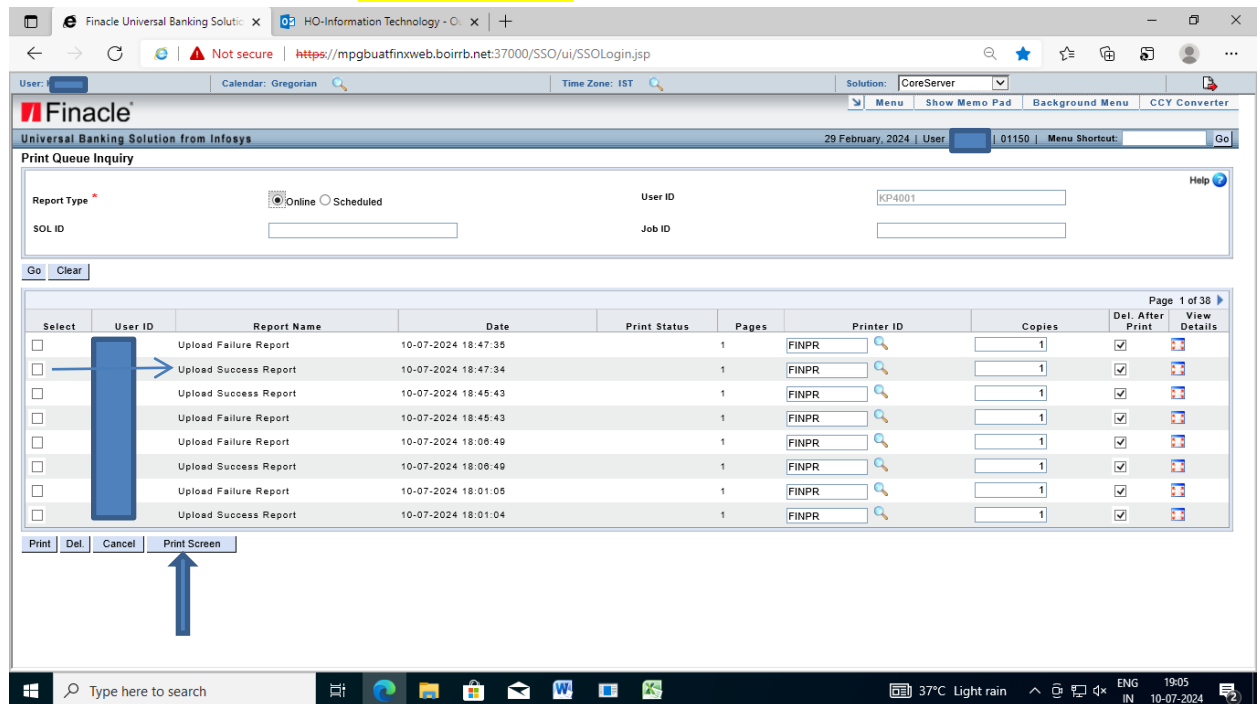 Finacle Universal Banking Solutic × HO-Information Technology - Ou × +
Not secure | https://mpgbuatfinxweb.boirrb.net:37000/SSO/ui/SSOLogin.jsp
User: Calendar: Gregorian Time Zone: IST Solution: CoreServer
Finacle Menu Show Memo Pad Background Menu CCY Converter
Universal Banking Solution from Infosys 29 February, 2024 | User | 01150 | Menu Shortcut: Go
Print Queue Inquiry
Help ?
Report Type * Online Scheduled User ID KP4001
SOL ID Job ID
Go Clear
Page 1 of 38
Select User ID Report Name Date Print Status Pages Printer ID Copies Del. After Print View Details
Upload Failure Report 10-07-2024 18:47:35 1 FINPR 1
Upload Success Report 10-07-2024 18:47:34 1 FINPR 1
Upload Success Report 10-07-2024 18:45:43 1 FINPR 1
Upload Failure Report 10-07-2024 18:45:43 1 FINPR 1
Upload Failure Report 10-07-2024 18:06:49 1 FINPR 1
Upload Success Report 10-07-2024 18:06:49 1 FINPR 1
Upload Failure Report 10-07-2024 18:01:05 1 FINPR 1
Upload Success Report 10-07-2024 18:01:04 1 FINPR 1
Print Del. Cancel Print Screen
Type here to search 37°C Light rain ENG 19:05
IN 10-07-2024 2